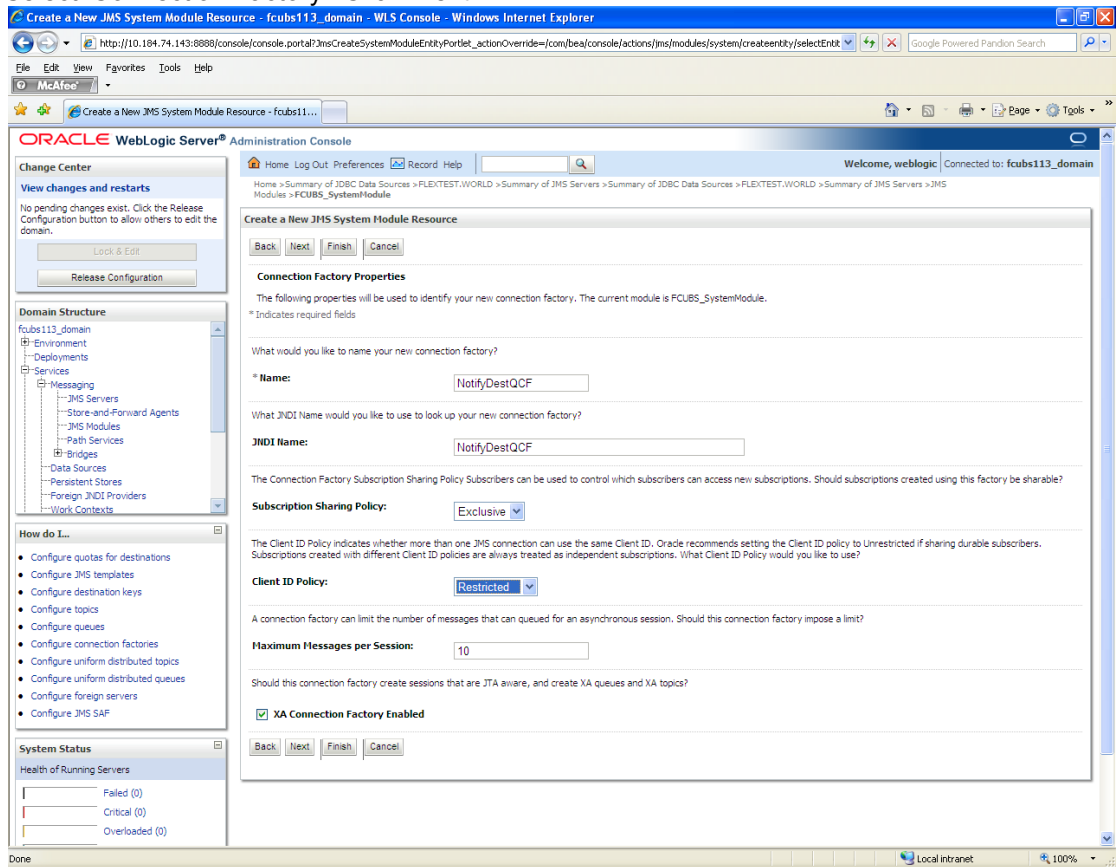 Create a New JMS System Module Resource - fcubs113_domain - WLS Console - Windows Internet Explorer
http://10.184.74.143:8888/console/console.portal?JmsCreateSystemModuleEntityPortlet_actionOverride=/com/bea/console/actions/jms/modules/system/createentity/selectEntit
Google Powered Pandion Search
File Edit View Favorites Tools Help
McAfee
Create a New JMS System Module Resource - fcubs11...
Page Tools
ORACLE WebLogic Server® Administration Console
Change Center
View changes and restarts
No pending changes exist. Click the Release
Configuration button to allow others to edit the
domain.
Lock & Edit
Release Configuration
Domain Structure
fcubs113_domain
Environment
Deployments
Services
Messaging
JMS Servers
Store-and-Forward Agents
JMS Modules
Path Services
Bridges
Data Sources
Persistent Stores
Foreign JNDI Providers
Work Contexts
How do I...
Configure quotas for destinations
Configure JMS templates
Configure destination keys
Configure topics
Configure queues
Configure connection factories
Configure uniform distributed topics
Configure uniform distributed queues
Configure foreign servers
Configure JMS SAF
System Status
Health of Running Servers
Failed (0)
Critical (0)
Overloaded (0)
Home Log Out Preferences Record Help
Welcome, weblogic Connected to: fcubs113_domain
Home >Summary of JDBC Data Sources >FLEXTEST.WORLD >Summary of JMS Servers >Summary of JDBC Data Sources >FLEXTEST.WORLD >Summary of JMS Servers >JMS
Modules >FCUBS_SystemModule
Create a New JMS System Module Resource
Back Next Finish Cancel
Connection Factory Properties
The following properties will be used to identify your new connection factory. The current module is FCUBS_SystemModule.
* Indicates required fields
What would you like to name your new connection factory?
* Name: NotifyDestQCF
What JNDI Name would you like to use to look up your new connection factory?
JNDI Name: NotifyDestQCF
The Connection Factory Subscription Sharing Policy Subscribers can be used to control which subscribers can access new subscriptions. Should subscriptions created using this factory be sharable?
Subscription Sharing Policy: Exclusive
The Client ID Policy indicates whether more than one JMS connection can use the same Client ID. Oracle recommends setting the Client ID policy to Unrestricted if sharing durable subscribers.
Subscriptions created with different Client ID policies are always treated as independent subscriptions. What Client ID Policy would you like to use?
Client ID Policy: Restricted
A connection factory can limit the number of messages that can queued for an asynchronous session. Should this connection factory impose a limit?
Maximum Messages per Session: 10
Should this connection factory create sessions that are JTA aware, and create XA queues and XA topics?
XA Connection Factory Enabled
Back Next Finish Cancel
Done
Local intranet
100%